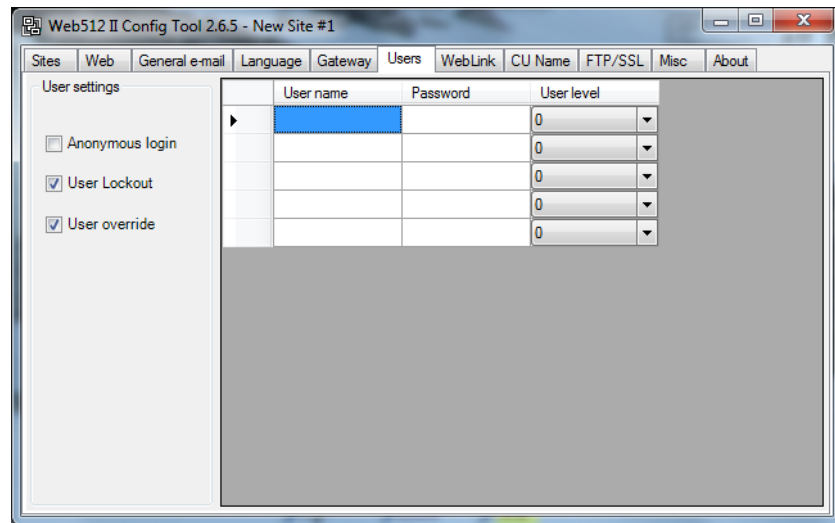 Web512 II Config Tool 2.6.5 - New Site #1
Sites Web General e-mail Language Gateway Users WebLink CU Name FTP/SSL Misc About
User settings
User name Password User level
Anonymous login
User Lockout
User override
0
0
0
0
0